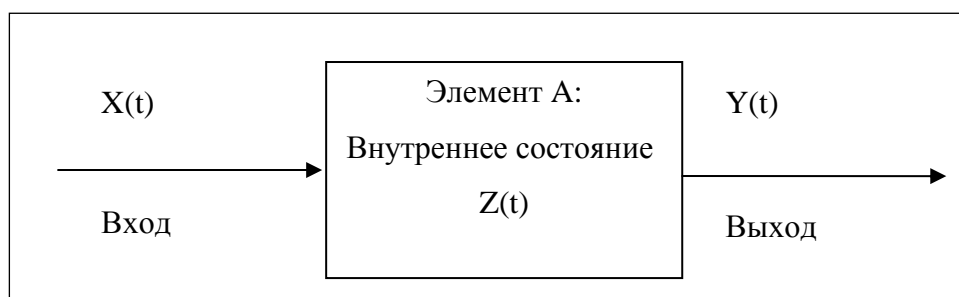 X(t)
Вход
Элемент А:
Внутреннее состояние
Z(t)
Y(t)
Выход